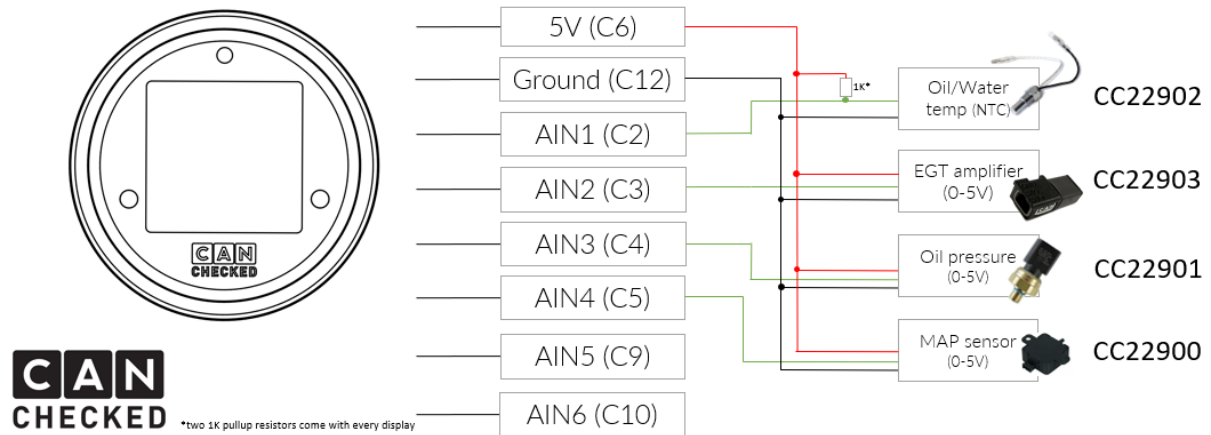 5V (C6)
Ground (C12)
AIN1 (C2)
AIN2 (C3)
AIN3 (C4)
AIN4 (C5)
AIN5 (C9)
AIN6 (C10)
1K*
Oil/Water
temp (NTC)
CC22902
EGT amplifier
(0-5V)
CC22903
Oil pressure
(0-5V)
CC22901
MAP sensor
(0-5V)
CC22900
CAN
CHECKED
CAN
CHECKED
*two 1K pullup resistors come with every display